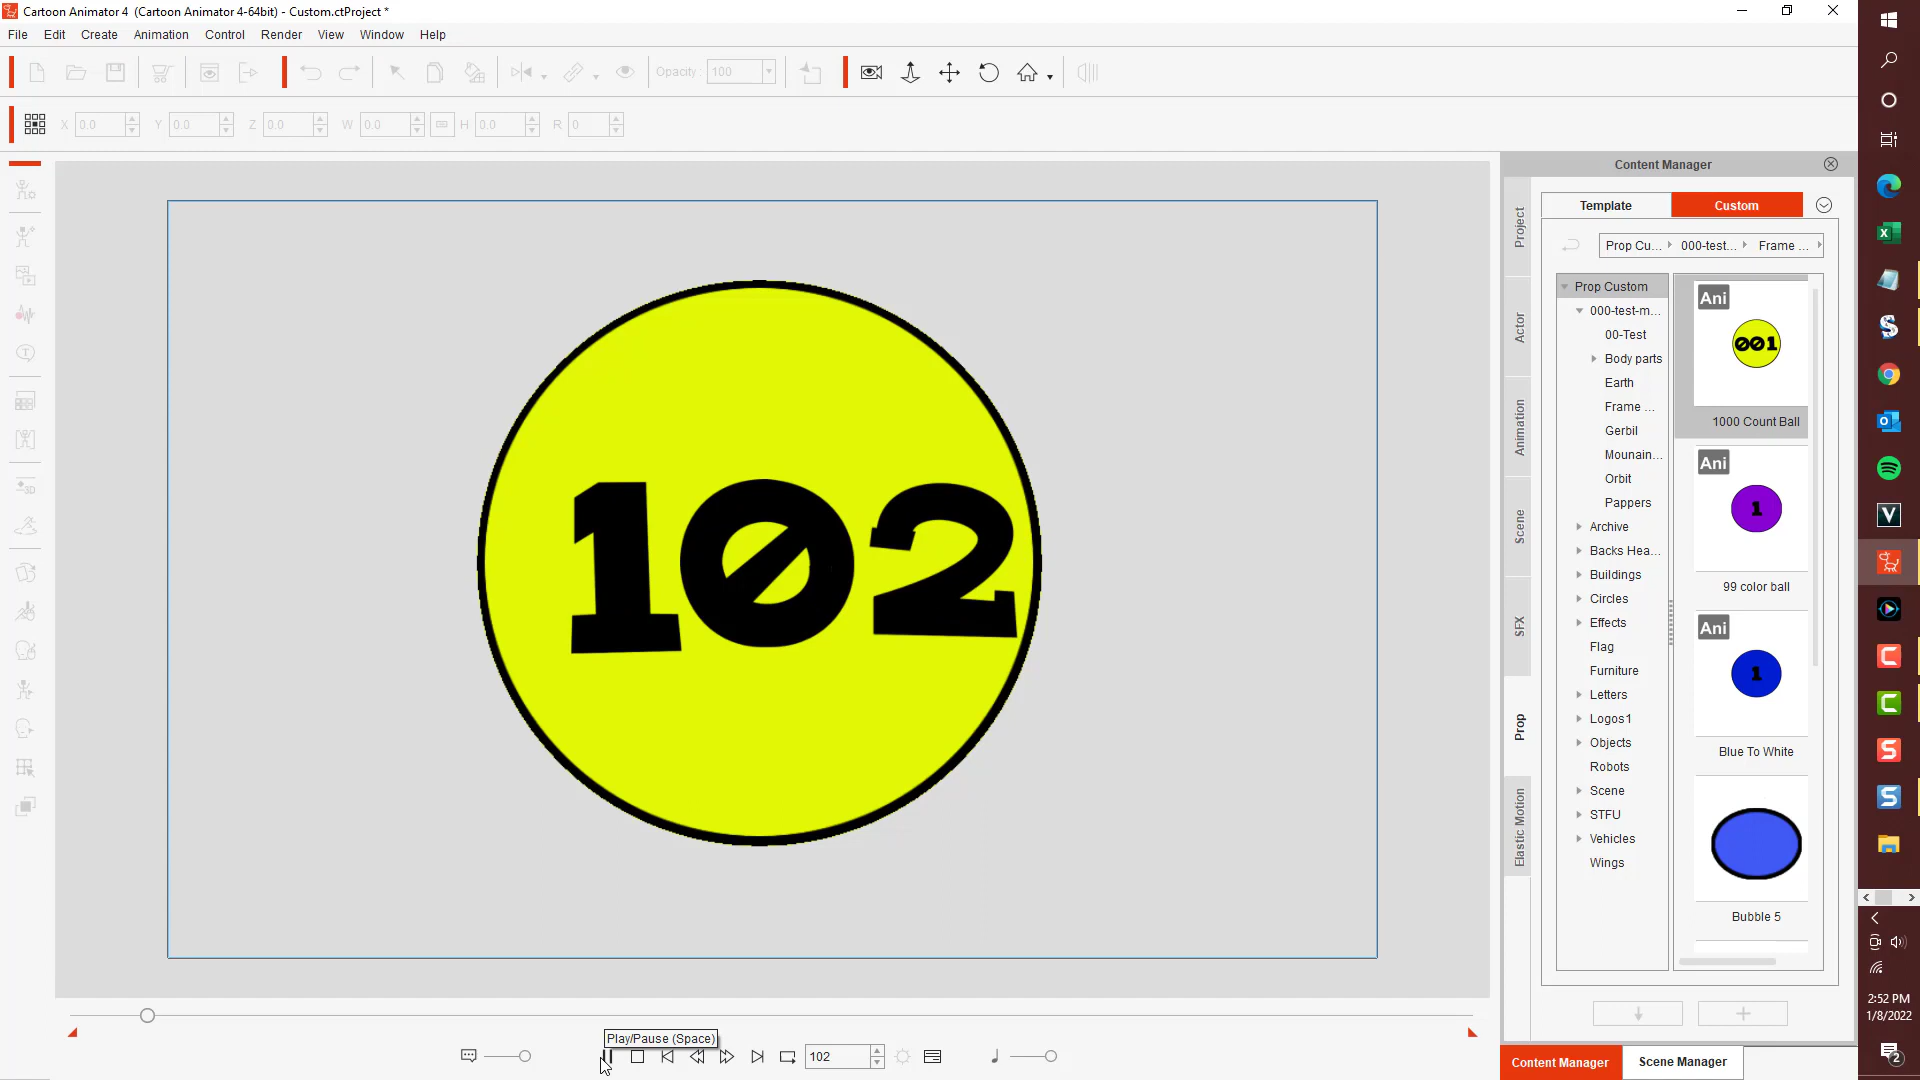 Cartoon Animator 4 (Cartoon Animator 4-64bit) - Custom.ctProject *
File Edit Create Animation Control Render View Window Help
Opacity: 100
X 0.0 Y 0.0 Z 0.0 W 0.0 H 0.0 R 0
Content Manager
Template Custom
Prop Cu... 000-test... Frame ...
Project
Actor
Animation
Scene
SFX
Prop
Elastic Motion
Prop Custom
000-test-m...
00-Test
Body parts
Earth
Frame ...
Gerbil
Mounain...
Orbit
Pappers
Archive
Backs Hea...
Buildings
Circles
Effects
Flag
Furniture
Letters
Logos1
Objects
Robots
Scene
STFU
Vehicles
Wings
Ani
001
1000 Count Ball
Ani
1
99 color ball
Ani
1
Blue To White
Bubble 5
102
Play/Pause (Space)
102
Content Manager Scene Manager
2:52 PM
1/8/2022
2